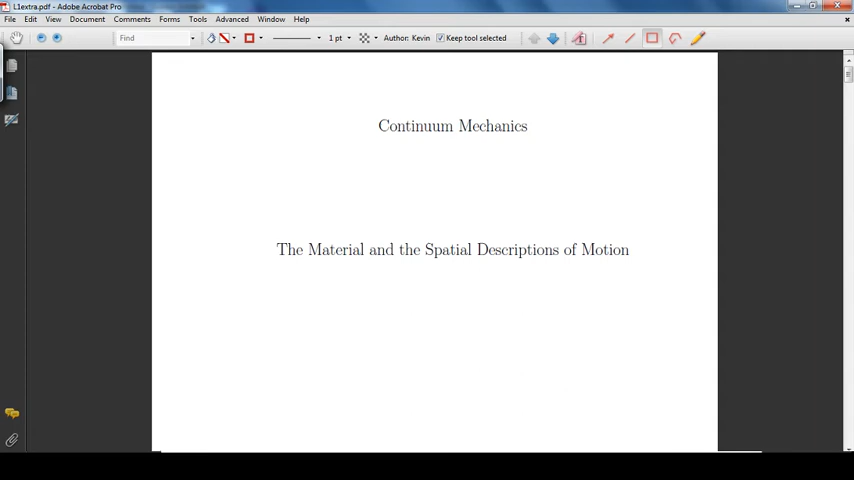 L1extra.pdf - Adobe Acrobat Pro
File Edit View Document Comments Forms Tools Advanced Window Help
Find 1 pt Author: Kevin Keep tool selected
Continuum Mechanics
The Material and the Spatial Descriptions of Motion